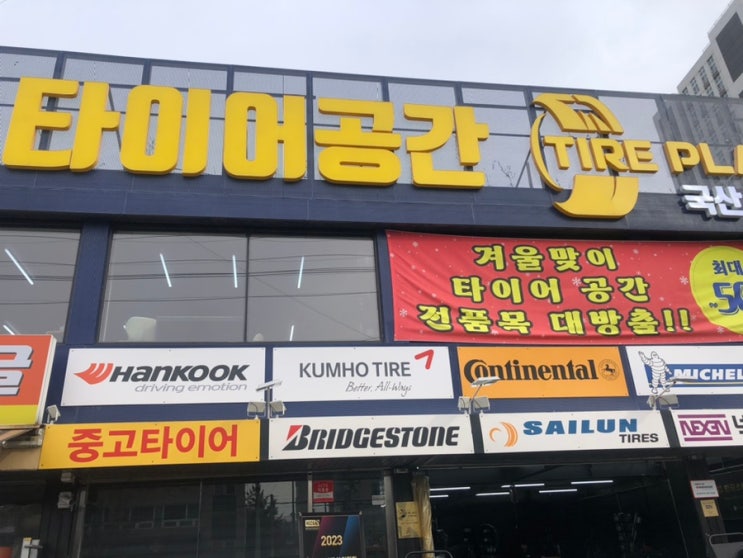 타이어공간
TIRE PLA
국산
겨울맞이
타이어 공간
전품목 대방출!!
최대
50
HANKOOK
driving emotion
KUMHO TIRE
Better, All-Ways
Continental
MICHEL
중고타이어
BRIDGESTONE
SAILUN
TIRES
NEXEN
2023